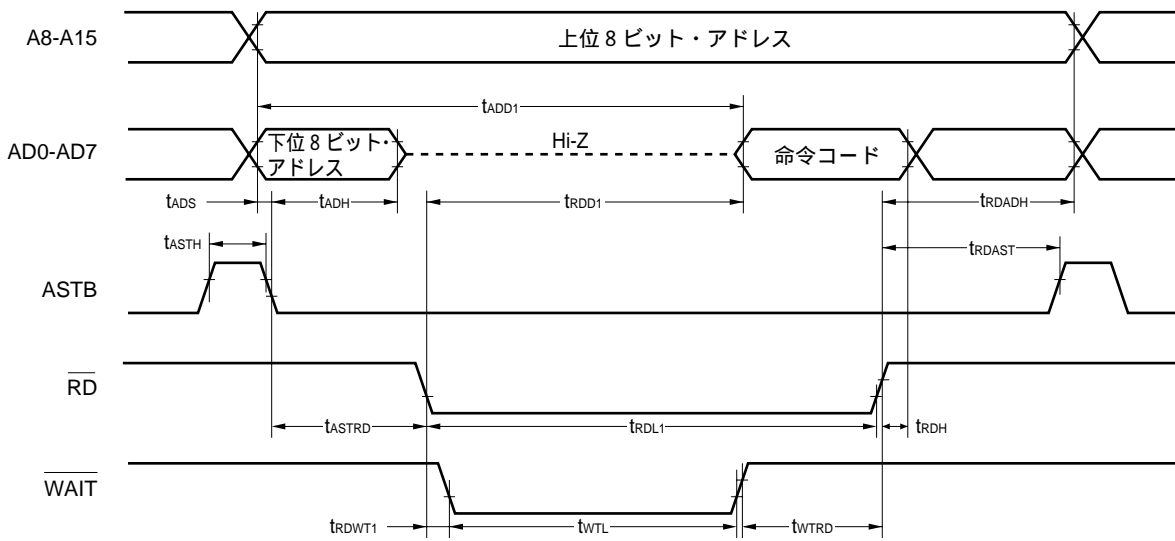 A8-A15
上位 8 ビット・アドレス
tADD1
AD0-AD7
下位 8 ビット・
アドレス
Hi-Z
命令コード
tADS
tADH
tRDD1
tRDADH
tASTH
tRDAST
ASTB
RD
tASTRD
tRDL1
tRDH
WAIT
tRDWT1
tWTL
tWTRD